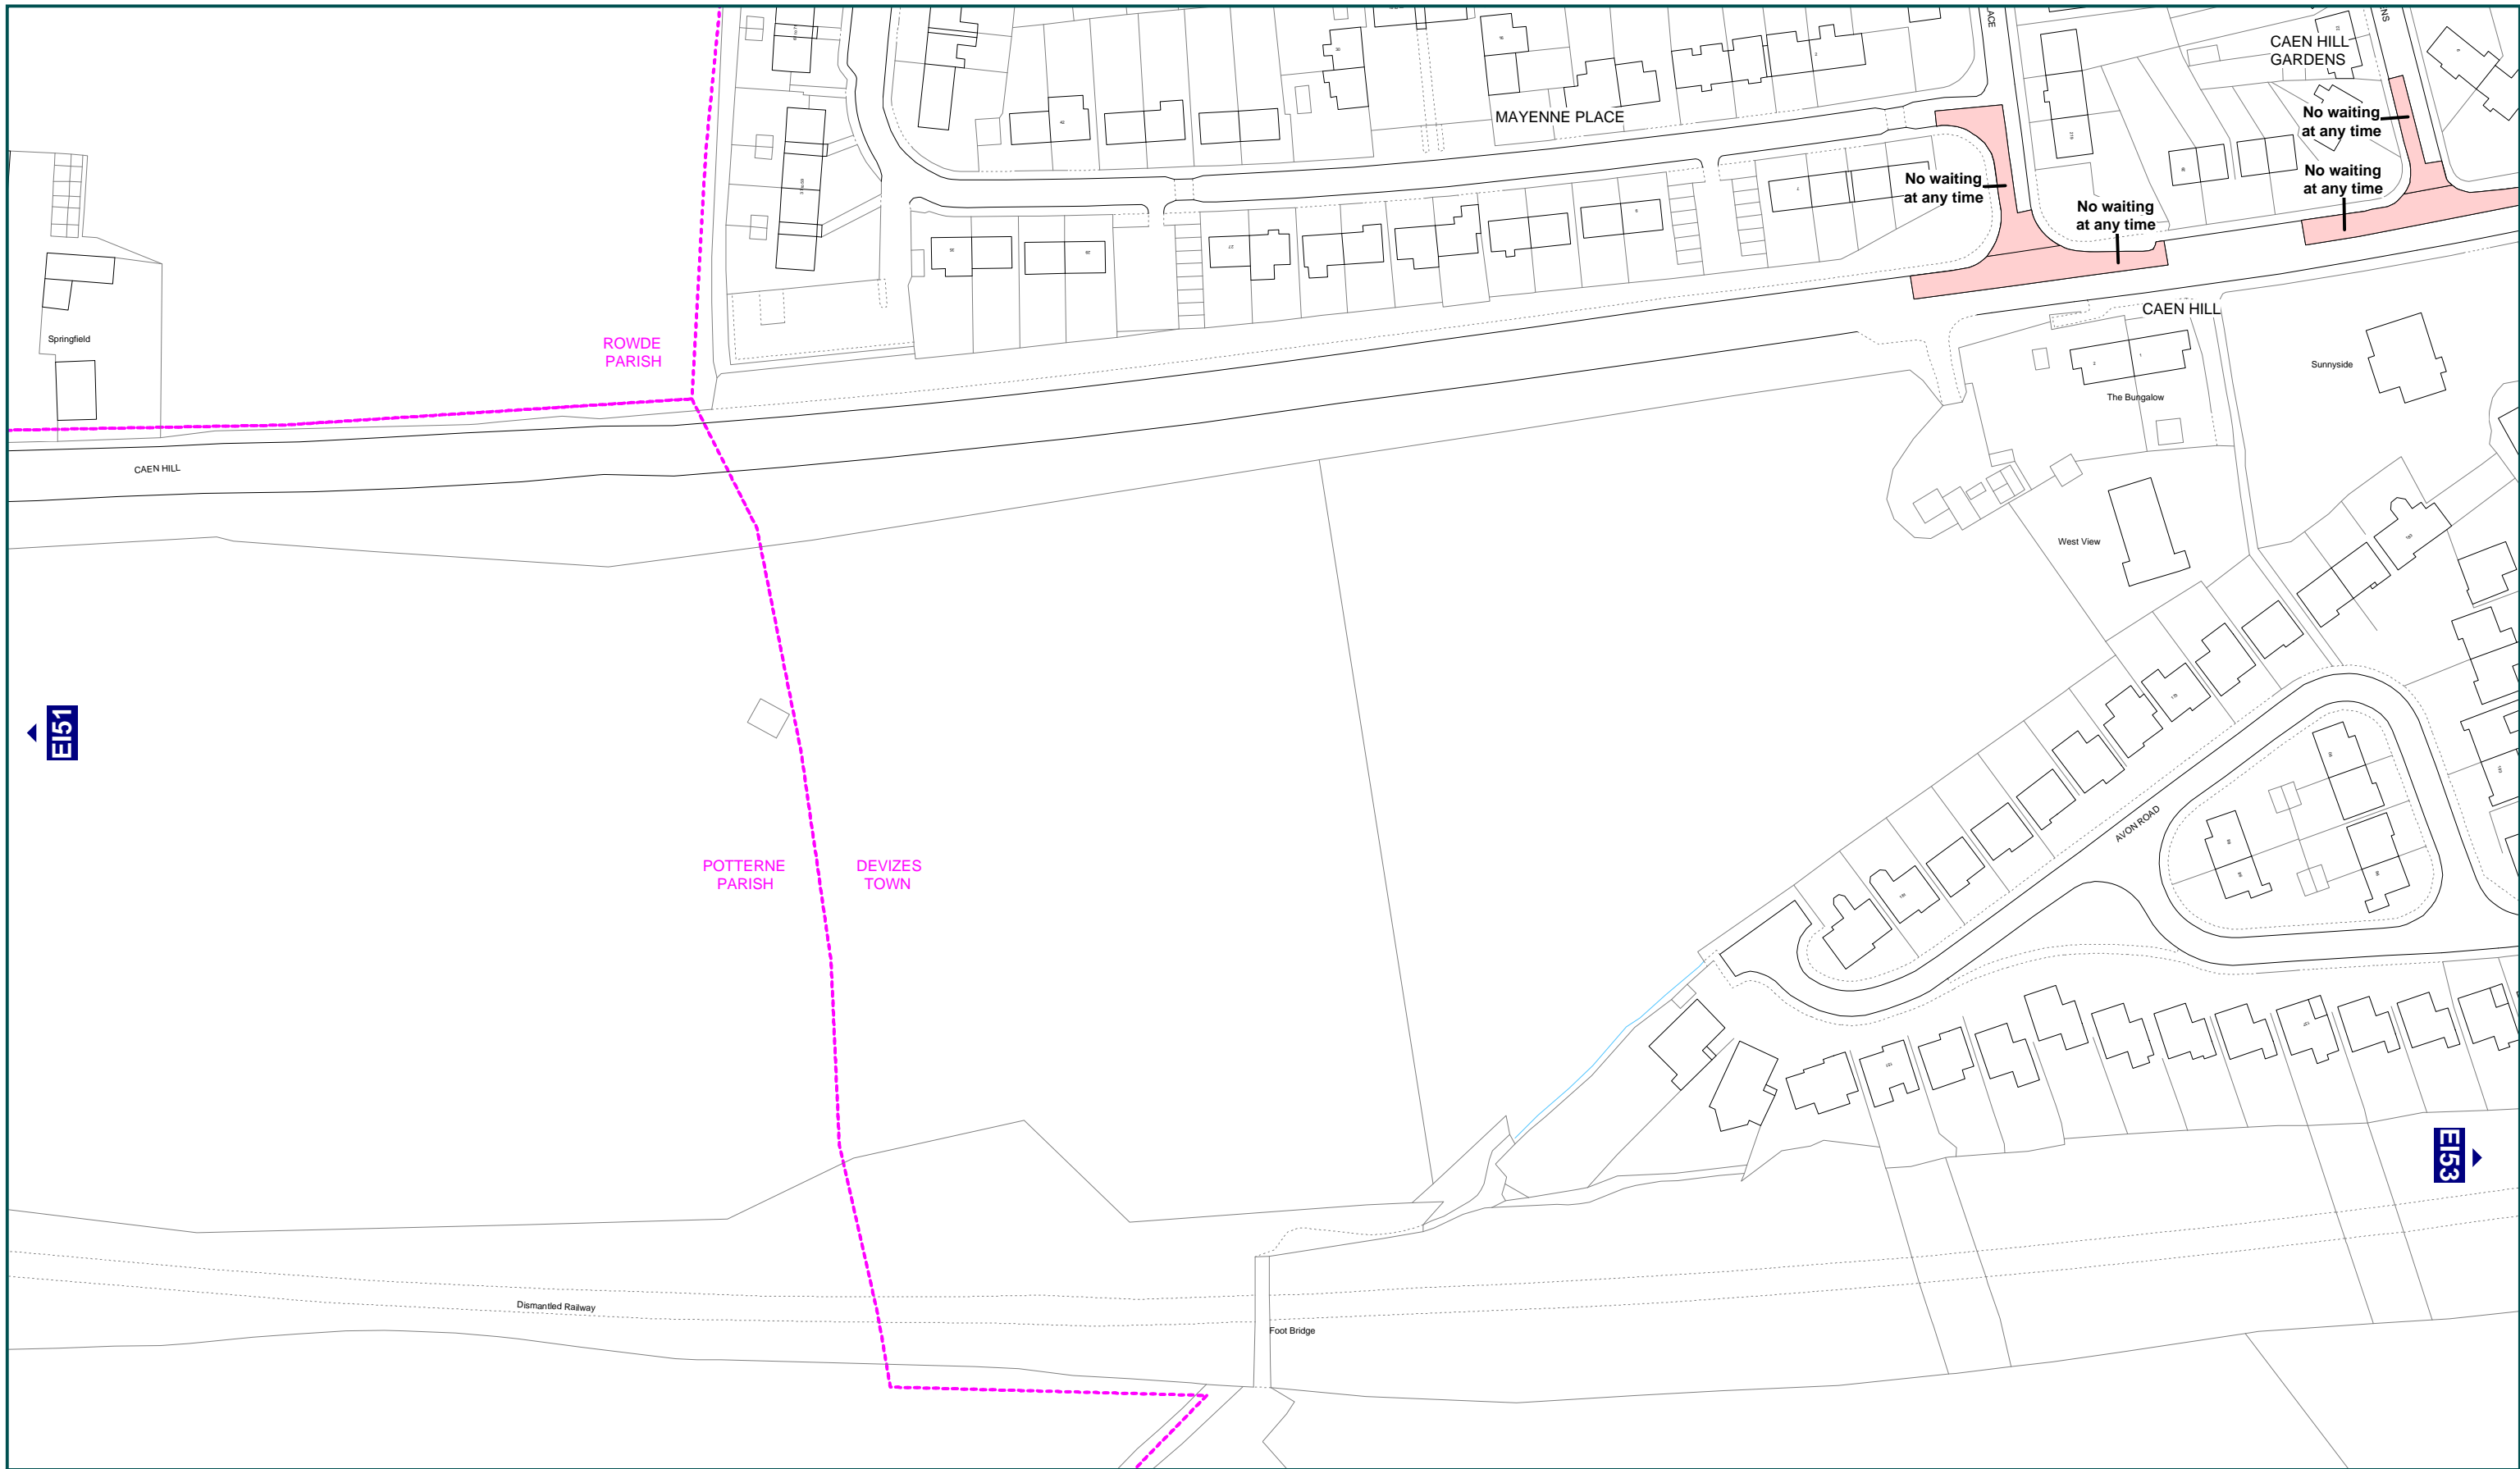 CAEN HILL
GARDENS
MAYENNE PLACE
No waiting
at any time
No waiting
at any time
No waiting
at any time
No waiting
at any time
CAEN HILL
Springfield
ROWDE
PARISH
Sunnyside
The Bungalow
CAEN HILL
West View
EI51
AVON ROAD
POTTERNE
PARISH
DEVIZES
TOWN
EI53
Dismantled Railway
Foot Bridge